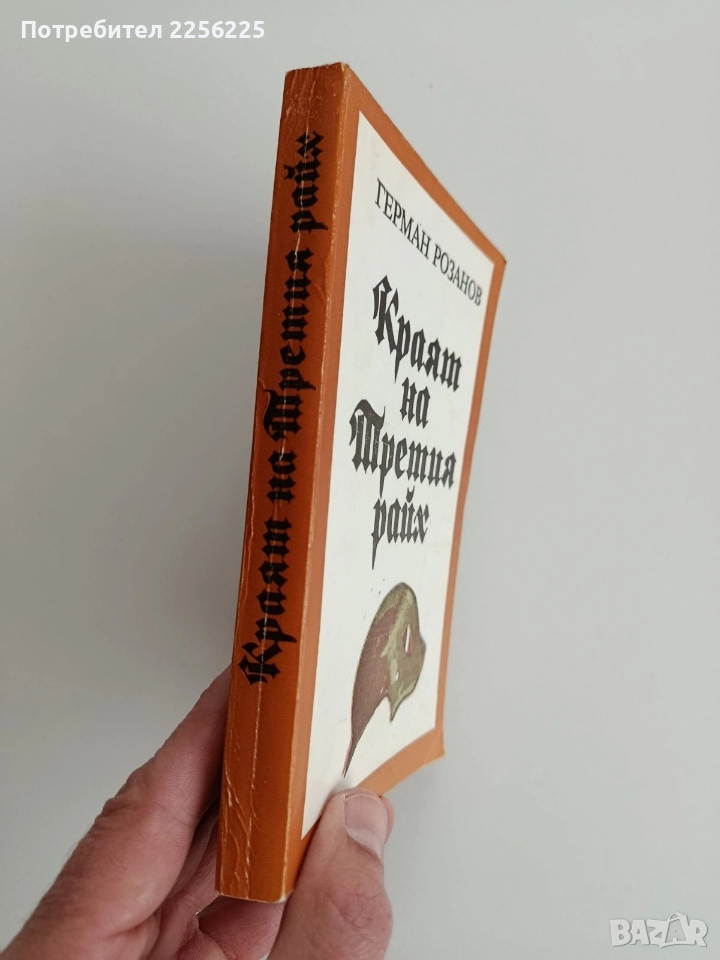 Потребител 2256225
Краят на Третия райх
ГЕРМАН РОЗАНОВ
Краят
на
Третия
райх
BAZAR